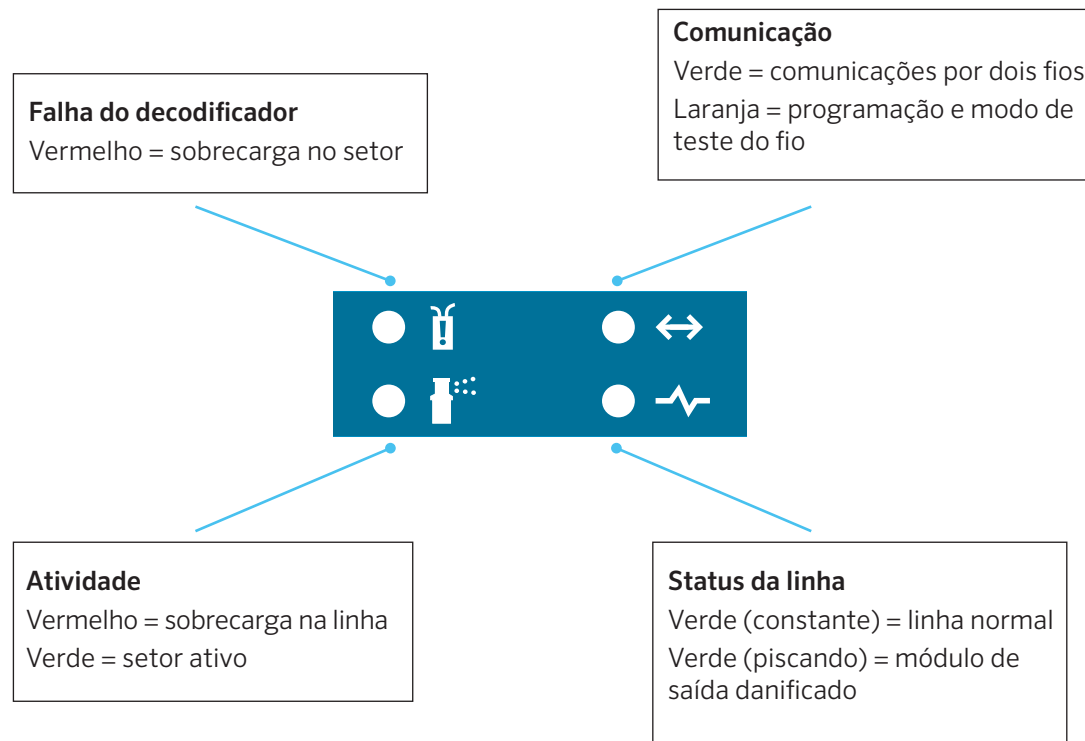 Comunicação
Verde = comunicações por dois fios
Laranja = programação e modo de
teste do fio
Falha do decodificador
Vermelho = sobrecarga no setor
Atividade
Vermelho = sobrecarga na linha
Verde = setor ativo
Status da linha
Verde (constante) = linha normal
Verde (piscando) = módulo de
saída danificado